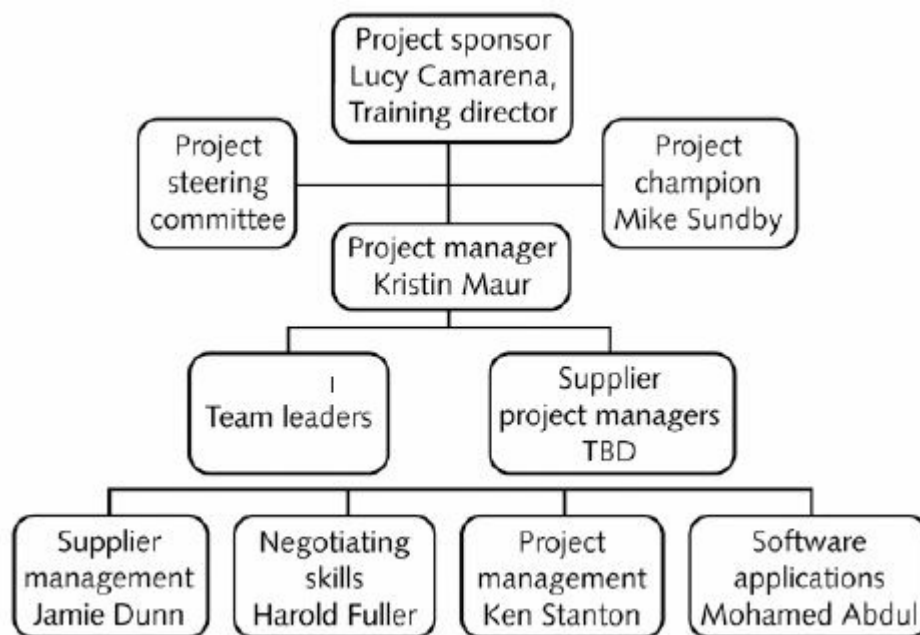 Project sponsor
Lucy Camarena,
Training director
Project
steering
committee
Project
champion
Mike Sundby
Project manager
Kristin Maur
Team leaders
Supplier
project managers
TBD
Supplier
management
Jamie Dunn
Negotiating
skills
Harold Fuller
Project
management
Ken Stanton
Software
applications
Mohamed Abdul